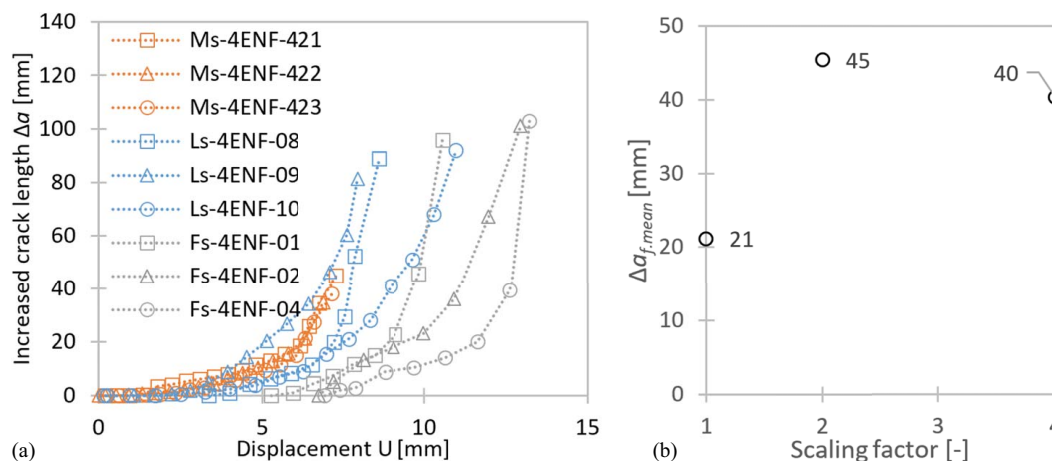 140
120
100
80
60
40
20
0
Increased crack length Δa [mm]
Ms-4ENF-421
Ms-4ENF-422
Ms-4ENF-423
Ls-4ENF-08
Ls-4ENF-09
Ls-4ENF-10
Fs-4ENF-01
Fs-4ENF-02
Fs-4ENF-04
0 5 10 15
(a) Displacement U [mm]
50
40
30
20
10
0
Δa f.mean [mm]
45
40
21
1 2 3 4
(b) Scaling factor [-]